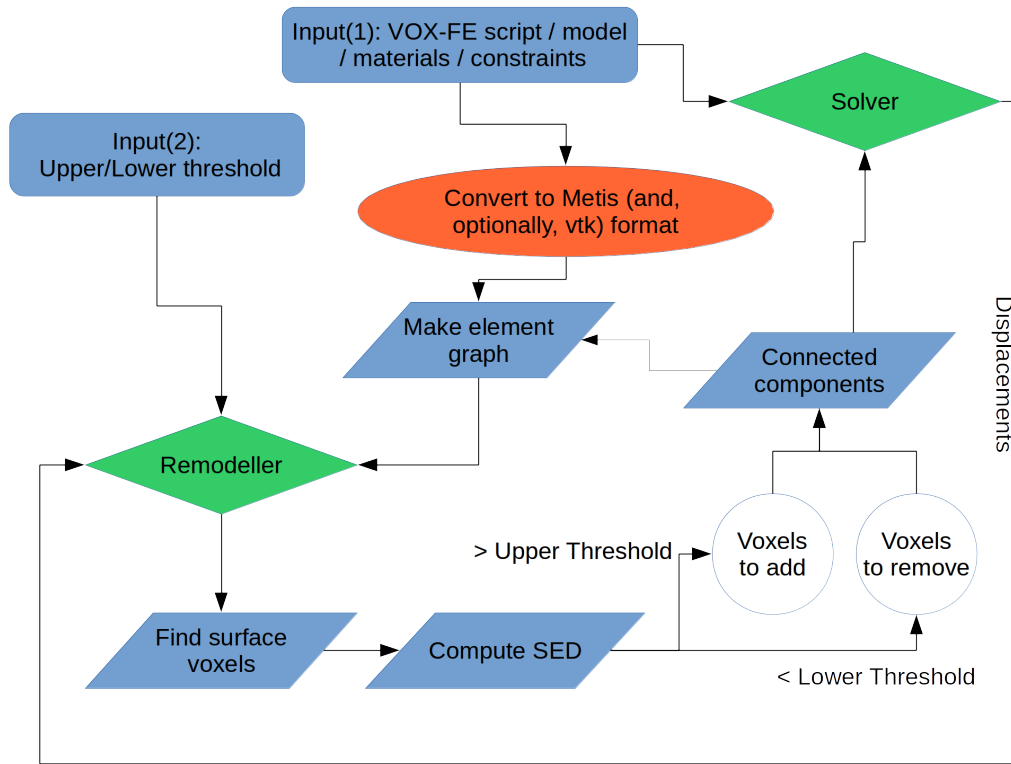 Input(1): VOX-FE script / model
/ materials / constraints
Solver
Input(2):
Upper/Lower threshold
Convert to Metis (and,
optionally, vtk) format
Make element
graph
Connected
components
Displacements
Remodeller
> Upper Threshold
Voxels
to add
Voxels
to remove
Find surface
voxels
Compute SED
< Lower Threshold